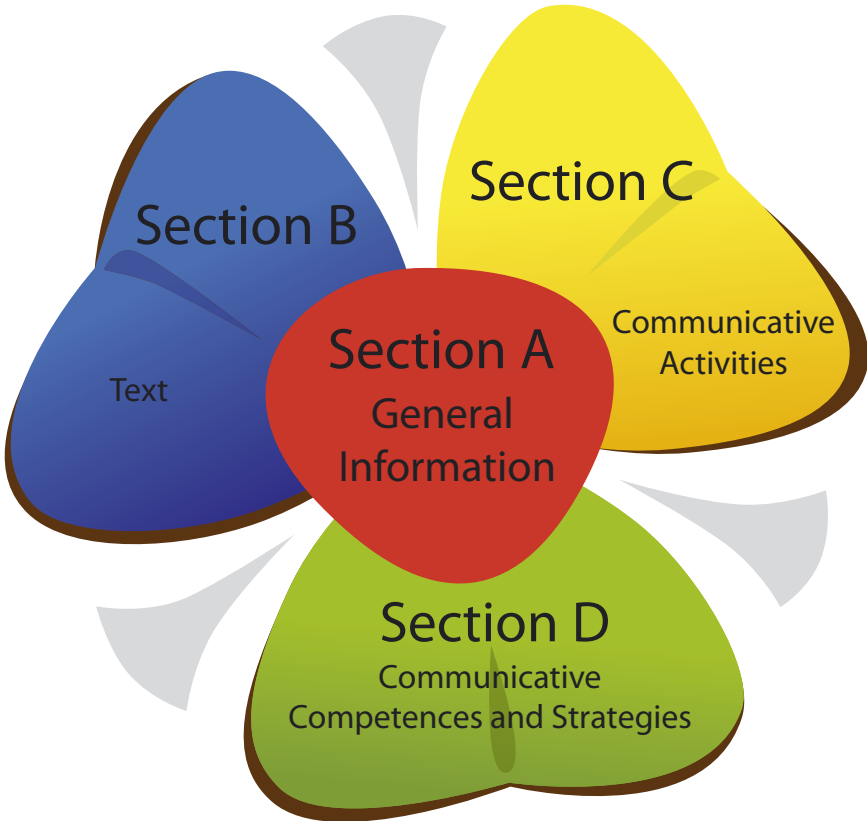 Section B
Text
Section C
Communicative
Activities
Section A
General
Information
Section D
Communicative
Competences and Strategies